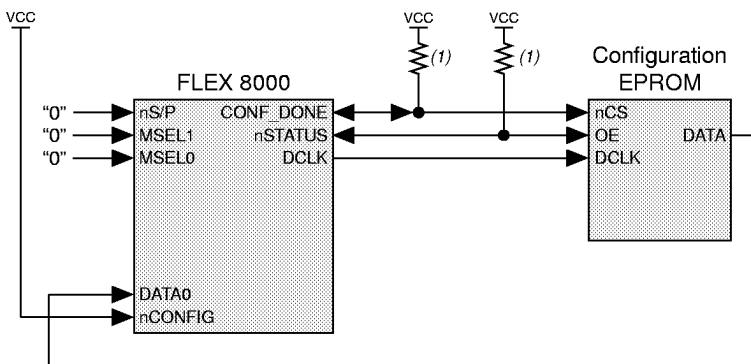 VCC
VCC
VCC
(1)
(1)
Configuration
EPROM
FLEX 8000
"0"
nS/P
CONF_DONE
nCS
"0"
MSEL1
nSTATUS
OE
DATA
"0"
MSEL0
DCLK
DCLK
DATA0
nCONFIG